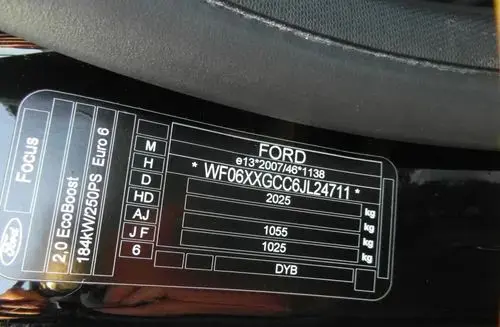 Focus
Ford
2,0 EcoBoost
184kW/250PS Euro 6
M
H
D
HD
AJ
J F
6
FORD
e13*2007/46*1138
* WF06XXGCC6JL24711 *
2025 kg
kg
1055 kg
1025 kg
DYB